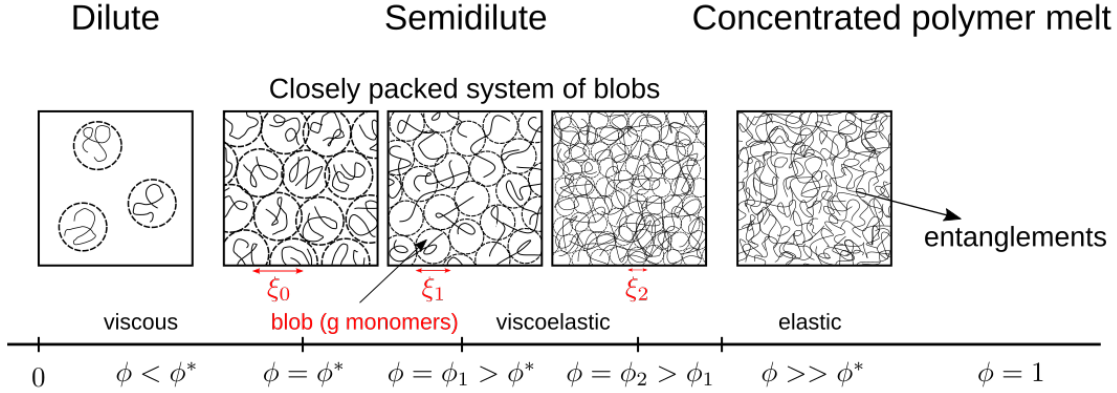 Dilute
Semidilute
Concentrated polymer melt
Closely packed system of blobs
entanglements
ξ₀
ξ₁
ξ₂
viscous
blob (g monomers)
viscoelastic
elastic
0
ϕ < ϕ*
ϕ = ϕ*
ϕ = ϕ₁ > ϕ*
ϕ = ϕ₂ > ϕ₁
ϕ >> ϕ*
ϕ = 1